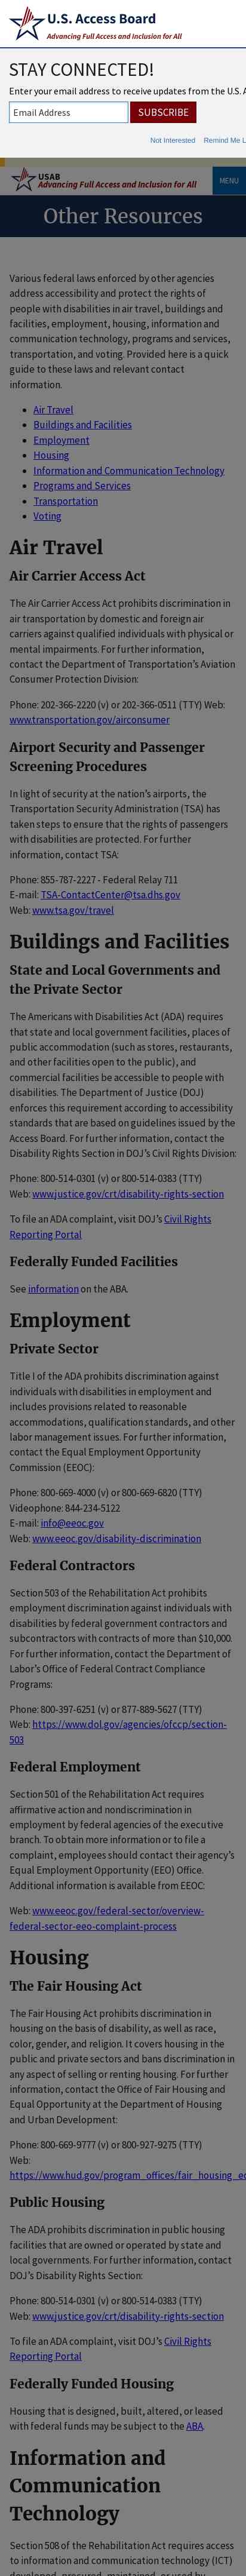 U.S. Access Board
Advancing Full Access and Inclusion for All
STAY CONNECTED!
Enter your email address to receive updates from the U.S.
Email Address
SUBSCRIBE
Not Interested Remind Me L
USAB
Advancing Full Access and Inclusion for All
MENU
Other Resources
Various federal laws enforced by other agencies
address accessibility and protect the rights of
people with disabilities in air travel, buildings and
facilities, employment, housing, information and
communication technology, programs and services,
transportation, and voting. Provided here is a quick
guide to these laws and relevant contact
information.
Air Travel
Buildings and Facilities
Employment
Housing
Information and Communication Technology
Programs and Services
Transportation
Voting
Air Travel
Air Carrier Access Act
The Air Carrier Access Act prohibits discrimination in
air transportation by domestic and foreign air
carriers against qualified individuals with physical or
mental impairments. For further information,
contact the Department of Transportation’s Aviation
Consumer Protection Division:
Phone: 202-366-2220 (v) or 202-366-0511 (TTY) Web:
www.transportation.gov/airconsumer
Airport Security and Passenger
Screening Procedures
In light of security at the nation’s airports, the
Transportation Security Administration (TSA) has
taken steps to ensure that the rights of passengers
with disabilities are protected. For further
information, contact TSA:
Phone: 855-787-2227 - Federal Relay 711
E-mail: TSA-ContactCenter@tsa.dhs.gov
Web: www.tsa.gov/travel
Buildings and Facilities
State and Local Governments and
the Private Sector
The Americans with Disabilities Act (ADA) requires
that state and local government facilities, places of
public accommodation (such as stores, restaurants,
and other facilities open to the public), and
commercial facilities be accessible to people with
disabilities. The Department of Justice (DOJ)
enforces this requirement according to accessibility
standards that are based on guidelines issued by the
Access Board. For further information, contact the
Disability Rights Section in DOJ’s Civil Rights Division:
Phone: 800-514-0301 (v) or 800-514-0383 (TTY)
Web: www.justice.gov/crt/disability-rights-section
To file an ADA complaint, visit DOJ’s Civil Rights
Reporting Portal
Federally Funded Facilities
See information on the ABA.
Employment
Private Sector
Title I of the ADA prohibits discrimination against
individuals with disabilities in employment and
includes provisions related to reasonable
accommodations, qualification standards, and other
labor management issues. For further information,
contact the Equal Employment Opportunity
Commission (EEOC):
Phone: 800-669-4000 (v) or 800-669-6820 (TTY)
Videophone: 844-234-5122
E-mail: info@eeoc.gov
Web: www.eeoc.gov/disability-discrimination
Federal Contractors
Section 503 of the Rehabilitation Act prohibits
employment discrimination against individuals with
disabilities by federal government contractors and
subcontractors with contracts of more than $10,000.
For further information, contact the Department of
Labor’s Office of Federal Contract Compliance
Programs:
Phone: 800-397-6251 (v) or 877-889-5627 (TTY)
Web: https://www.dol.gov/agencies/ofccp/section-
503
Federal Employment
Section 501 of the Rehabilitation Act requires
affirmative action and nondiscrimination in
employment by federal agencies of the executive
branch. To obtain more information or to file a
complaint, employees should contact their agency’s
Equal Employment Opportunity (EEO) Office.
Additional information is available from EEOC:
Web: www.eeoc.gov/federal-sector/overview-
federal-sector-eeo-complaint-process
Housing
The Fair Housing Act
The Fair Housing Act prohibits discrimination in
housing on the basis of disability, as well as race,
color, gender, and religion. It covers housing in the
public and private sectors and bans discrimination in
any aspect of selling or renting housing. For further
information, contact the Office of Fair Housing and
Equal Opportunity at the Department of Housing
and Urban Development:
Phone: 800-669-9777 (v) or 800-927-9275 (TTY)
Web:
https://www.hud.gov/program_offices/fair_housing_e
Public Housing
The ADA prohibits discrimination in public housing
facilities that are owned or operated by state and
local governments. For further information, contact
DOJ’s Disability Rights Section:
Phone: 800-514-0301 (v) or 800-514-0383 (TTY)
Web: www.justice.gov/crt/disability-rights-section
To file an ADA complaint, visit DOJ’s Civil Rights
Reporting Portal
Federally Funded Housing
Housing that is designed, built, altered, or leased
with federal funds may be subject to the ABA.
Information and
Communication
Technology
Section 508 of the Rehabilitation Act requires access
to information and communication technology (ICT)